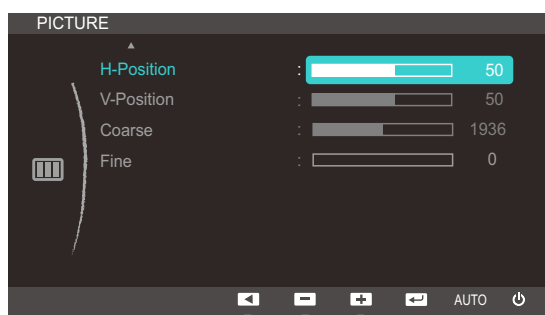 PICTURE
H-Position : 50
V-Position : 50
Coarse : 1936
Fine : 0
AUTO